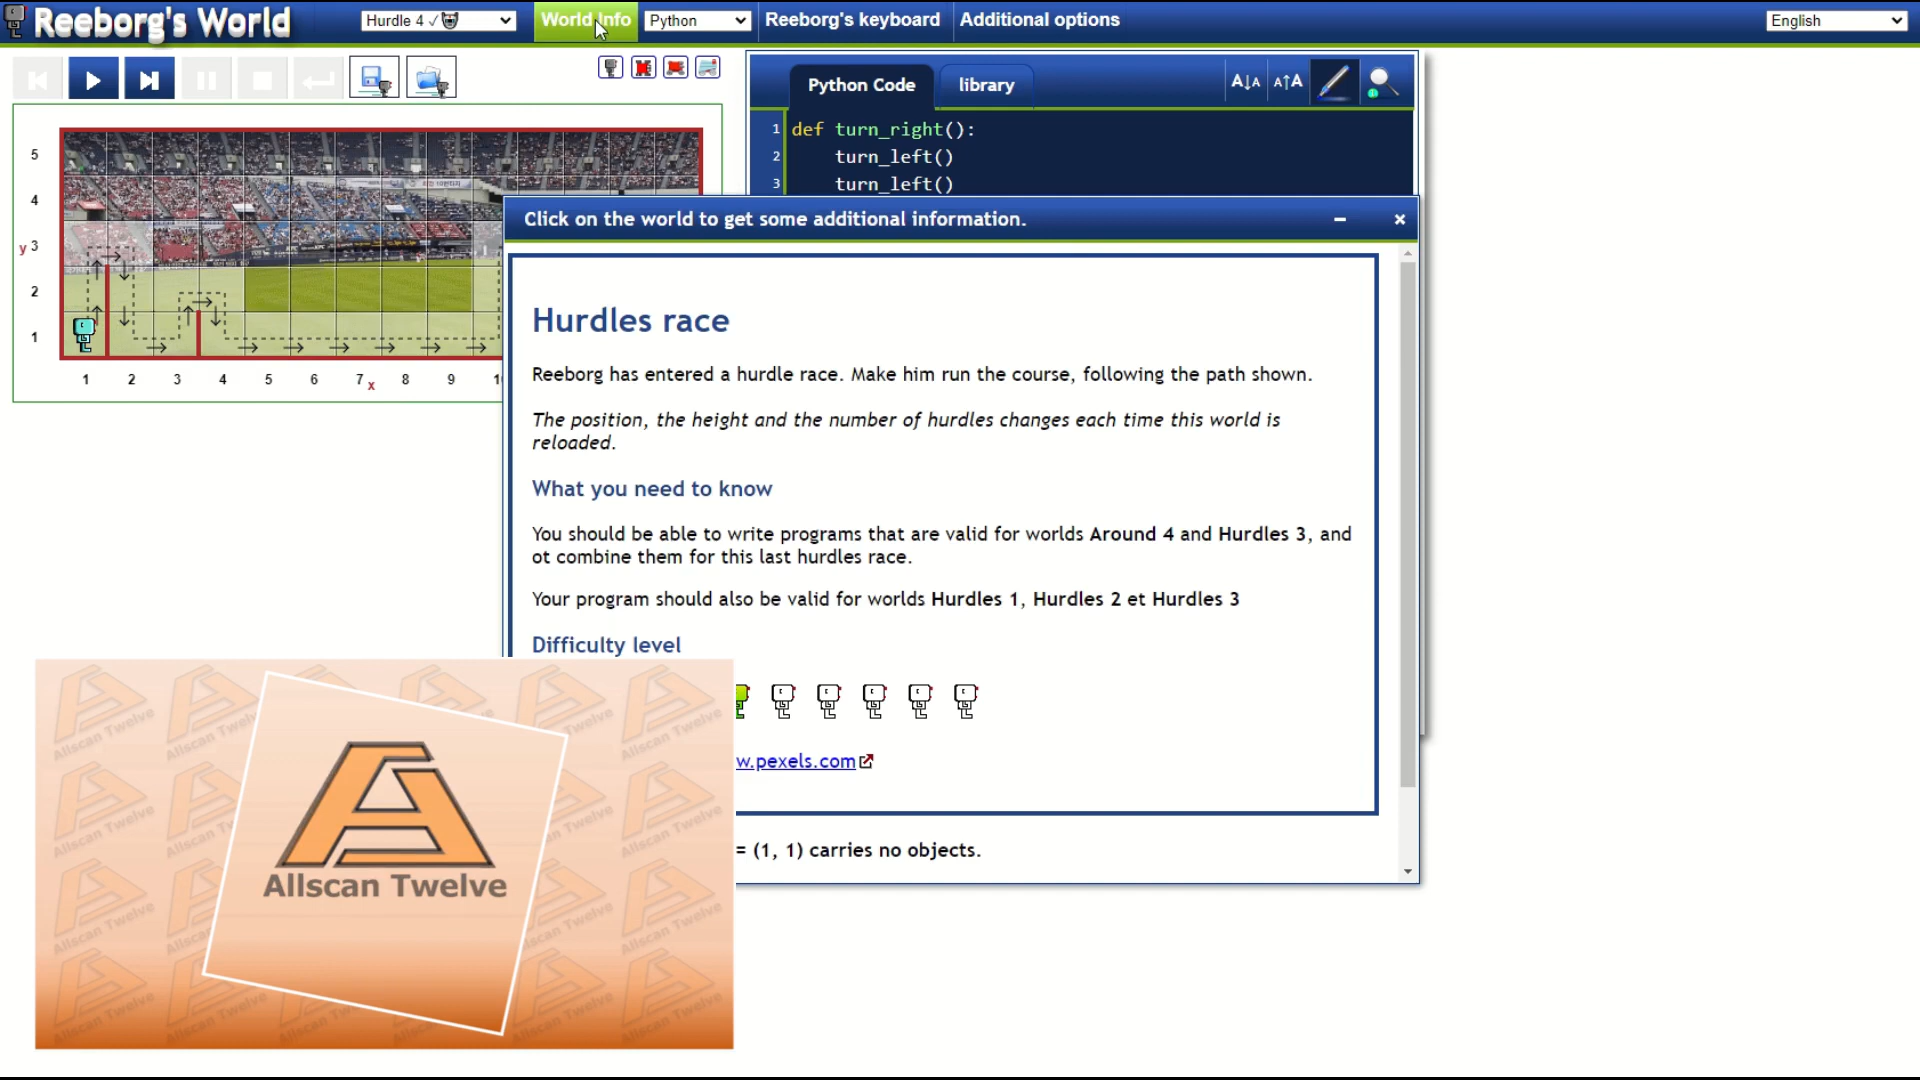 Reeborg's World
Hurdle 4 ✓
World Info
Python
Reeborg's keyboard
Additional options
English
Python Code
library
A↓A A↑A
1 def turn_right():
2 turn_left()
3 turn_left()
5
4
y 3
2
1
1 2 3 4 5 6 7 x 8 9
Click on the world to get some additional information.
Hurdles race
Reeborg has entered a hurdle race. Make him run the course, following the path shown.
The position, the height and the number of hurdles changes each time this world is
reloaded.
What you need to know
You should be able to write programs that are valid for worlds Around 4 and Hurdles 3, and
ot combine them for this last hurdles race.
Your program should also be valid for worlds Hurdles 1, Hurdles 2 et Hurdles 3
Difficulty level
w.pexels.com
= (1, 1) carries no objects.
Allscan Twelve